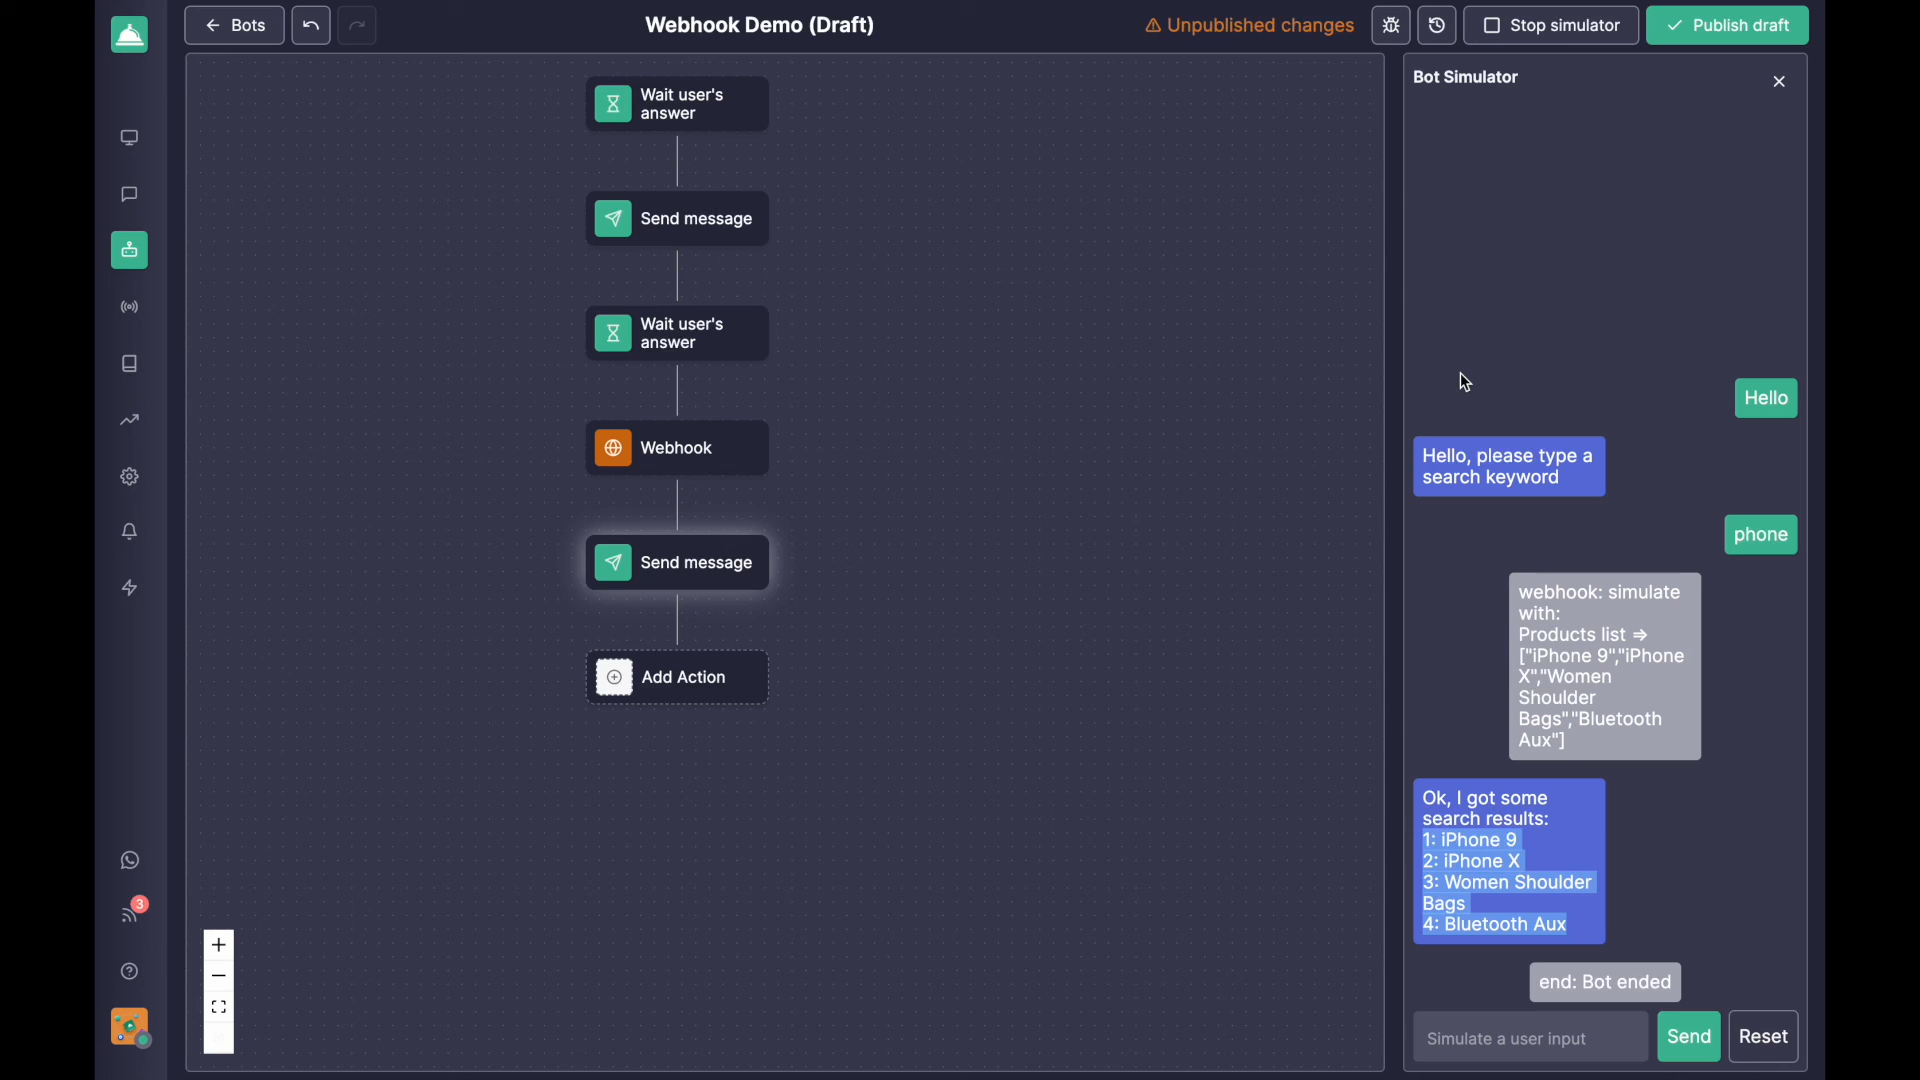 Bots
Webhook Demo (Draft)
Unpublished changes
Stop simulator
Publish draft
Wait user's
answer
Send message
Wait user's
answer
Webhook
Send message
Add Action
3
Bot Simulator
Hello
Hello, please type a
search keyword
phone
webhook: simulate
with:
Products list ⇒
["iPhone 9","iPhone
X","Women
Shoulder
Bags","Bluetooth
Aux"]
Ok, I got some
search results:
1: iPhone 9
2: iPhone X
3: Women Shoulder
Bags
4: Bluetooth Aux
end: Bot ended
Simulate a user input
Send
Reset